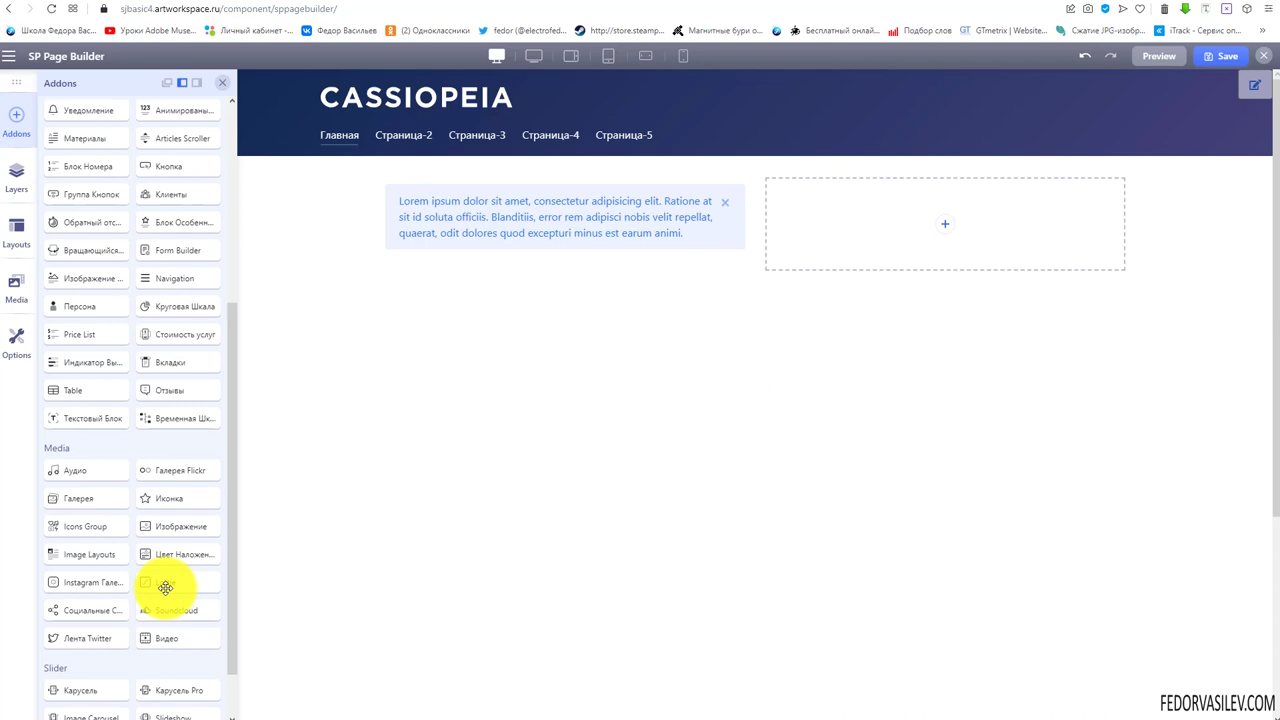 sjbasic4.artworkspace.ru/component/sppagebuilder/
Школа Федора Вас...
Уроки Adobe Muse...
Личный кабинет -...
Федор Васильев
(2) Одноклассники
fedor (@electrofed...
http://store.steamp...
Магнитные бури о...
Бесплатный онлай...
Подбор слов
GTmetrix | Website...
Сжатие JPG-изобр...
iTrack - Сервис оп...
SP Page Builder
Preview
Save
Addons
Addons
Layers
Layouts
Media
Options
Уведомление
123 Анимированы...
Материалы
Articles Scroller
Блок Номера
Кнопка
Группа Кнопок
Клиенты
Обратный отс...
Блок Особенн...
Вращающийся...
Form Builder
Изображение ...
Navigation
Персона
Круговая Шкала
Price List
Стоимость услуг
Индикатор Вы...
Вкладки
Table
Отзывы
Текстовый Блок
Временная Шк...
Media
Аудио
Галерея Flickr
Галерея
Иконка
Icons Group
Изображение
Image Layouts
Цвет Наложен...
Instagram Гале...
Социальные С...
Soundcloud
Лента Twitter
Видео
Slider
Карусель
Карусель Pro
Image Carousel
Slideshow
CASSIOPEIA
Главная
Страница-2
Страница-3
Страница-4
Страница-5
Lorem ipsum dolor sit amet, consectetur adipisicing elit. Ratione at
sit id soluta officiis. Blanditiis, error rem adipisci nobis velit repellat,
quaerat, odit dolores quod excepturi minus est earum animi.
FEDORVASILEV.COM